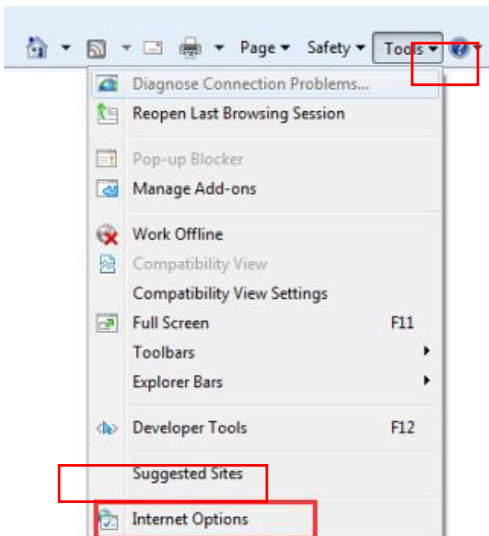 Page Safety Tools
Diagnose Connection Problems...
Reopen Last Browsing Session
Pop-up Blocker
Manage Add-ons
Work Offline
Compatibility View
Compatibility View Settings
Full Screen F11
Toolbars
Explorer Bars
Developer Tools F12
Suggested Sites
Internet Options